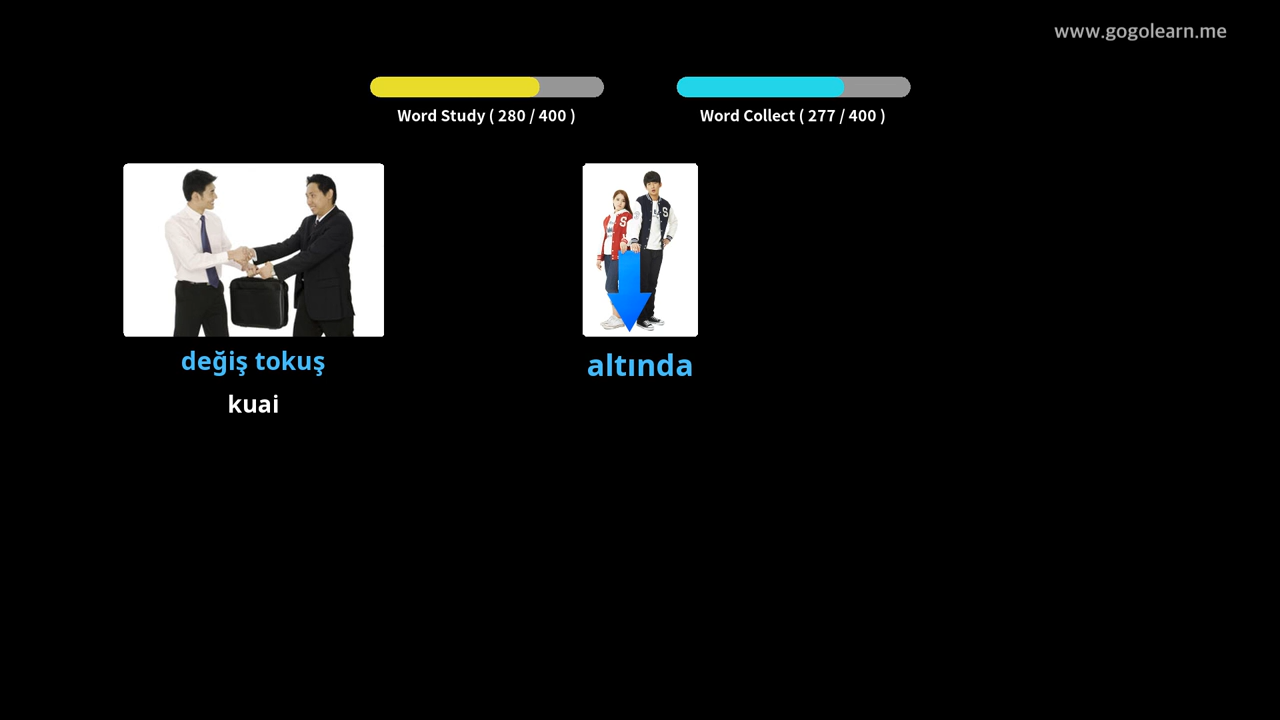 www.gogolearn.me
Word Study ( 280 / 400 )
Word Collect ( 277 / 400 )
değiş tokuş
kuai
altında
S
S